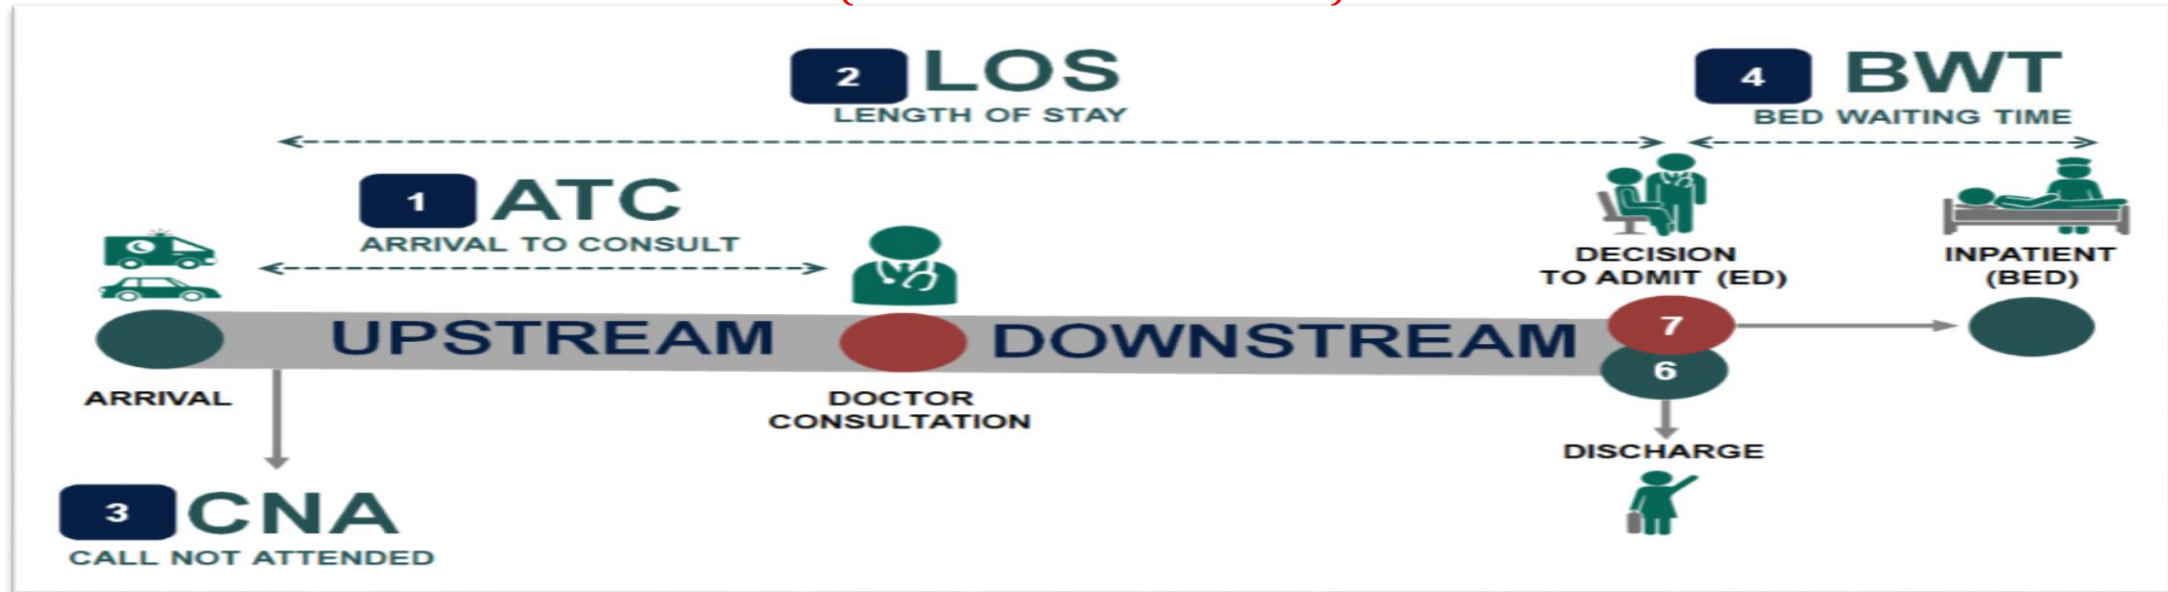 2 LOS
LENGTH OF STAY
4 BWT
BED WAITING TIME
1 ATC
ARRIVAL TO CONSULT
DECISION
TO ADMIT (ED)
INPATIENT
(BED)
UPSTREAM
DOWNSTREAM
7
6
ARRIVAL
DOCTOR
CONSULTATION
DISCHARGE
3 CNA
CALL NOT ATTENDED